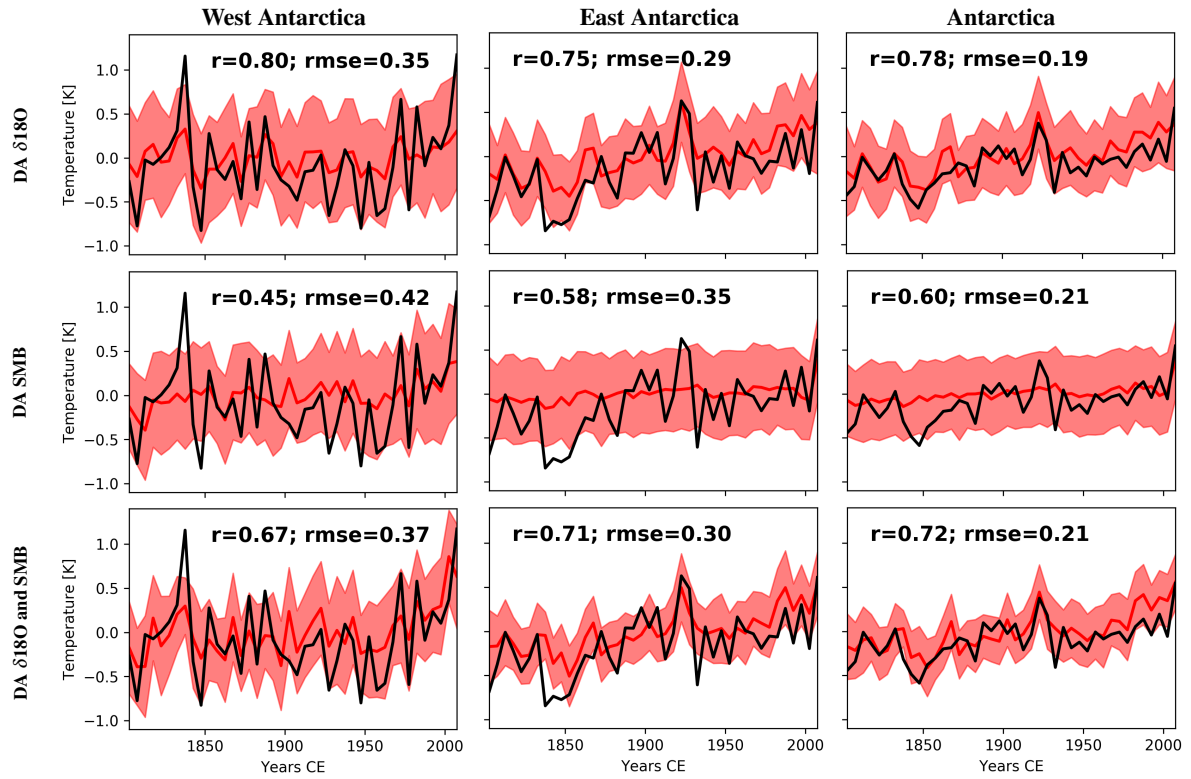 West Antarctica East Antarctica Antarctica
DA δ18O
Temperature [K]
1.0
0.5
0.0
−0.5
−1.0
r=0.80; rmse=0.35
r=0.75; rmse=0.29
r=0.78; rmse=0.19
DA SMB
Temperature [K]
1.0
0.5
0.0
−0.5
−1.0
r=0.45; rmse=0.42
r=0.58; rmse=0.35
r=0.60; rmse=0.21
DA δ18O and SMB
Temperature [K]
1.0
0.5
0.0
−0.5
−1.0
r=0.67; rmse=0.37
r=0.71; rmse=0.30
r=0.72; rmse=0.21
1850 1900 1950 2000
1850 1900 1950 2000
1850 1900 1950 2000
Years CE
Years CE
Years CE